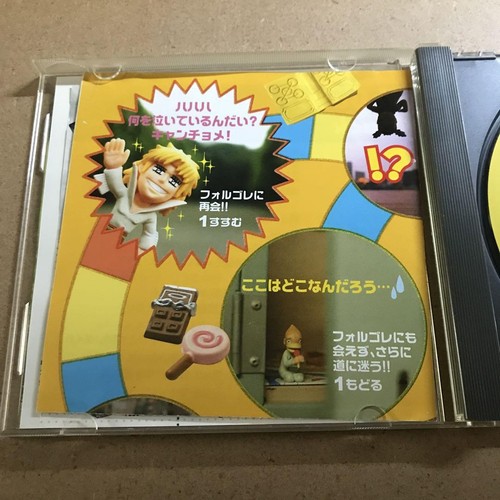 ハハハ
何を泣いているんだい?
キャンチョメ!
フォルゴレに
再会!!
1すすむ
!?
ここはどこなんだろう…
フォルゴレにも
会えず、さらに
道に迷う!!
1もどる